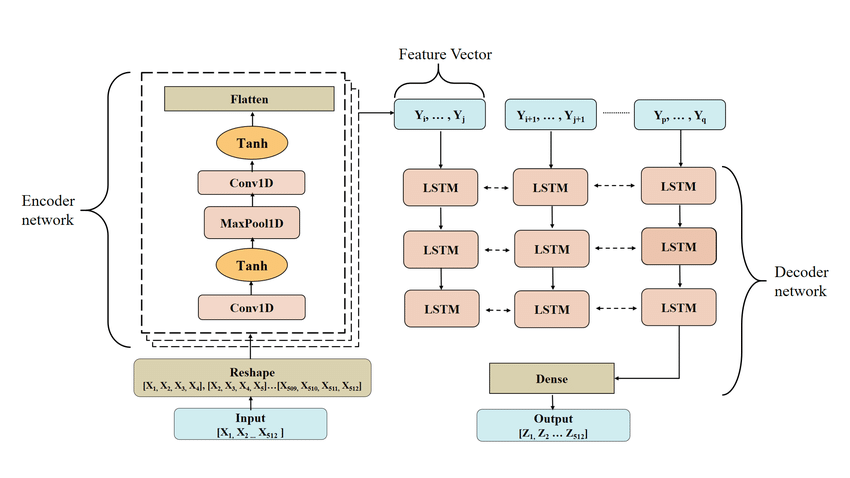 Feature Vector
Flatten
Tanh
Conv1D
MaxPool1D
Tanh
Conv1D
Encoder
network
Reshape
[X1, X2, X3, X4], [X2, X3, X4, X5]…[X509, X510, X511, X512]
Input
[X1, X2 ... X512 ]
Yi, … , Yj
Yi+1, … , Yj+1
Yp, … , Yq
LSTM
LSTM
LSTM
LSTM
LSTM
LSTM
LSTM
LSTM
LSTM
Decoder
network
Dense
Output
[Z1, Z2 … Z512]